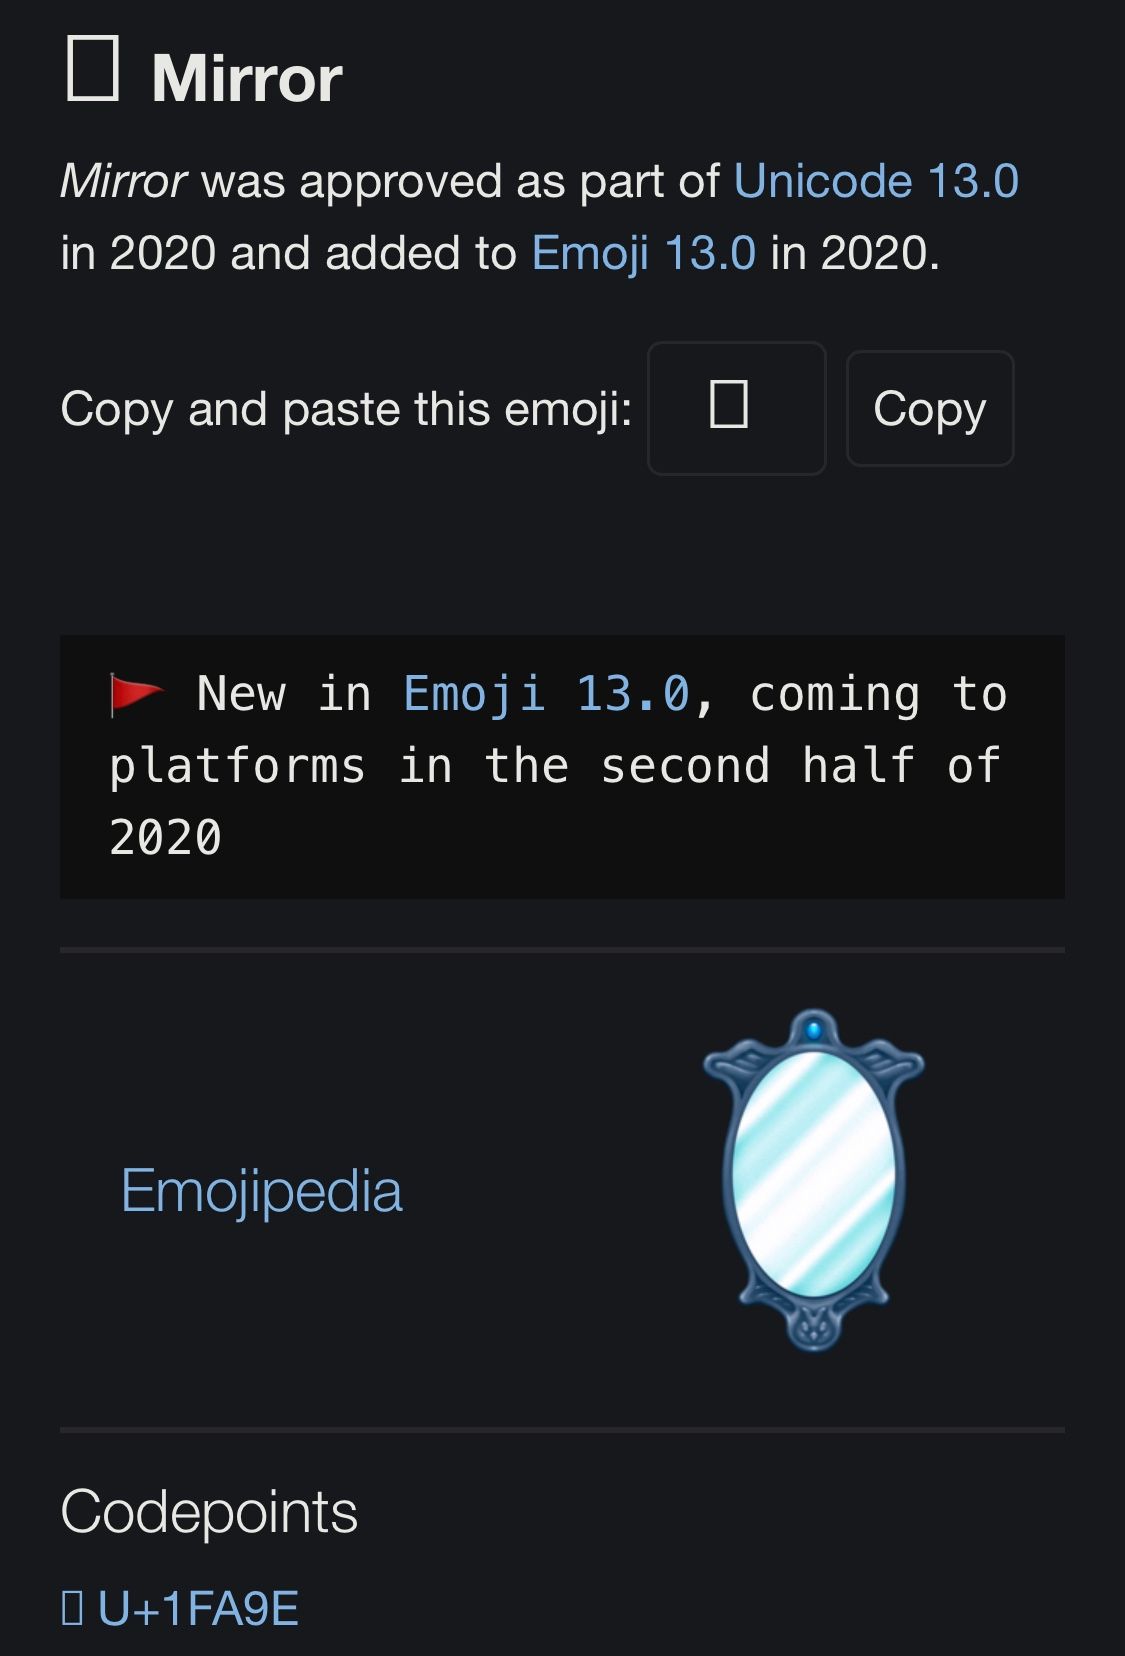 Mirror
Mirror was approved as part of Unicode 13.0
in 2020 and added to Emoji 13.0 in 2020.
Copy and paste this emoji: Copy
New in Emoji 13.0, coming to
platforms in the second half of
2020
Emojipedia
Codepoints
U+1FA9E